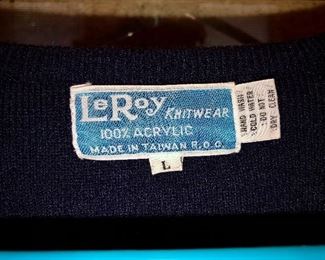 LeRoy KNITWEAR
100% ACRYLIC
MADE IN TAIWAN R.O.C.
L
HAND WASH
COLD WATER
DO NOT
DRY CLEAN